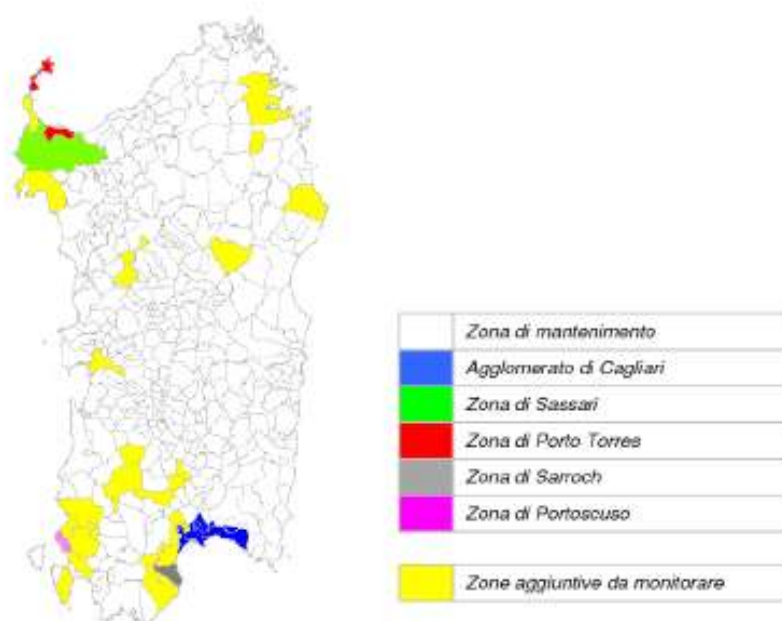 Zona di mantenimento
Agglomerato di Cagliari
Zona di Sassari
Zona di Porto Torres
Zona di Sarroch
Zona di Portoscuso
Zone aggiuntive da monitorare